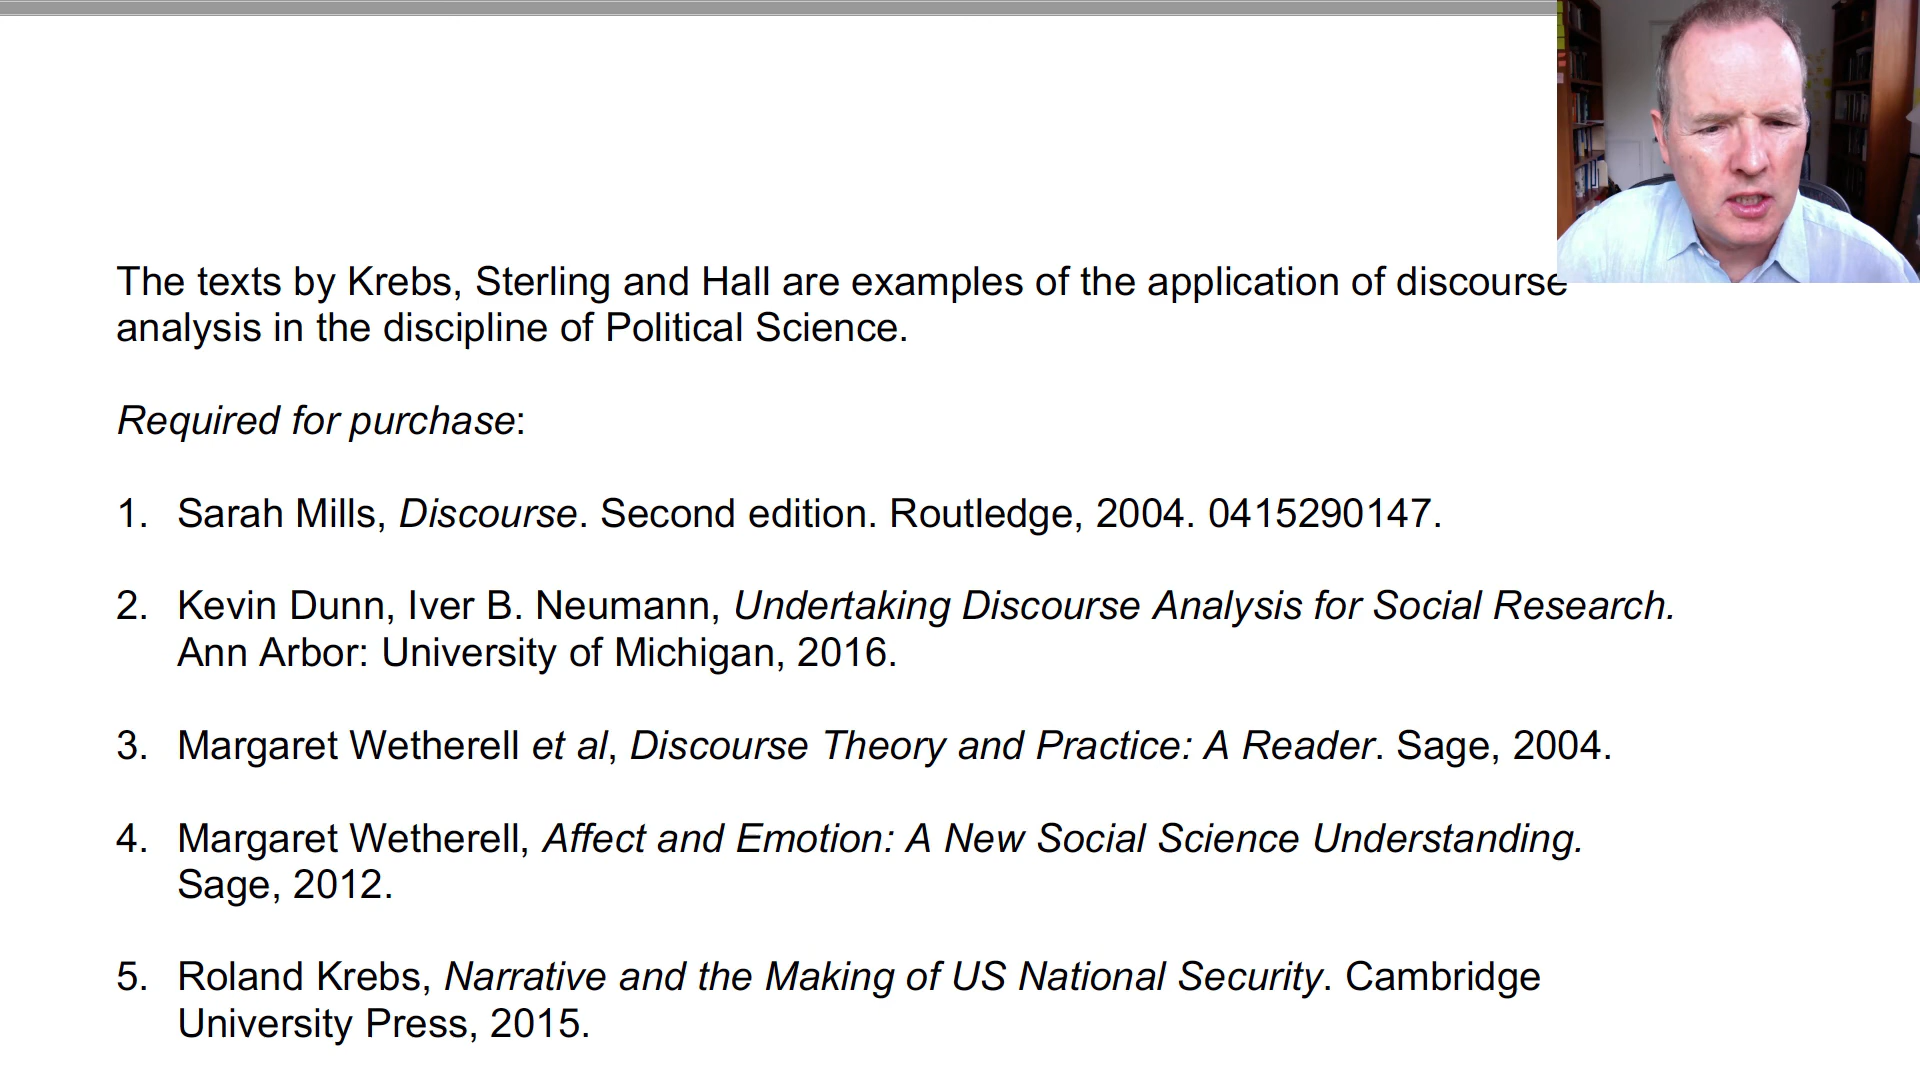 The texts by Krebs, Sterling and Hall are examples of the application of discourse
analysis in the discipline of Political Science.
Required for purchase:
1. Sarah Mills, Discourse. Second edition. Routledge, 2004. 0415290147.
2. Kevin Dunn, Iver B. Neumann, Undertaking Discourse Analysis for Social Research.
Ann Arbor: University of Michigan, 2016.
3. Margaret Wetherell et al, Discourse Theory and Practice: A Reader. Sage, 2004.
4. Margaret Wetherell, Affect and Emotion: A New Social Science Understanding.
Sage, 2012.
5. Roland Krebs, Narrative and the Making of US National Security. Cambridge
University Press, 2015.